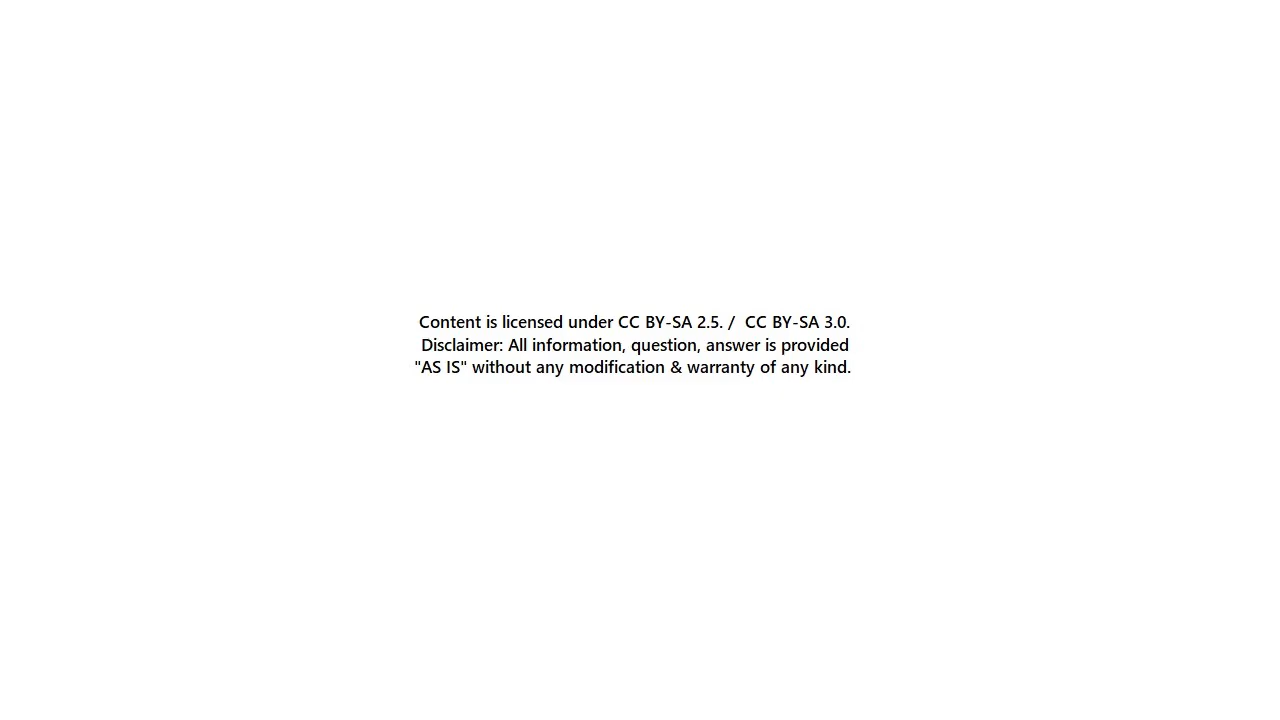 Content is licensed under CC BY-SA 2.5. /  CC BY-SA 3.0.
Disclaimer: All information, question, answer is provided
"AS IS" without any modification & warranty of any kind.